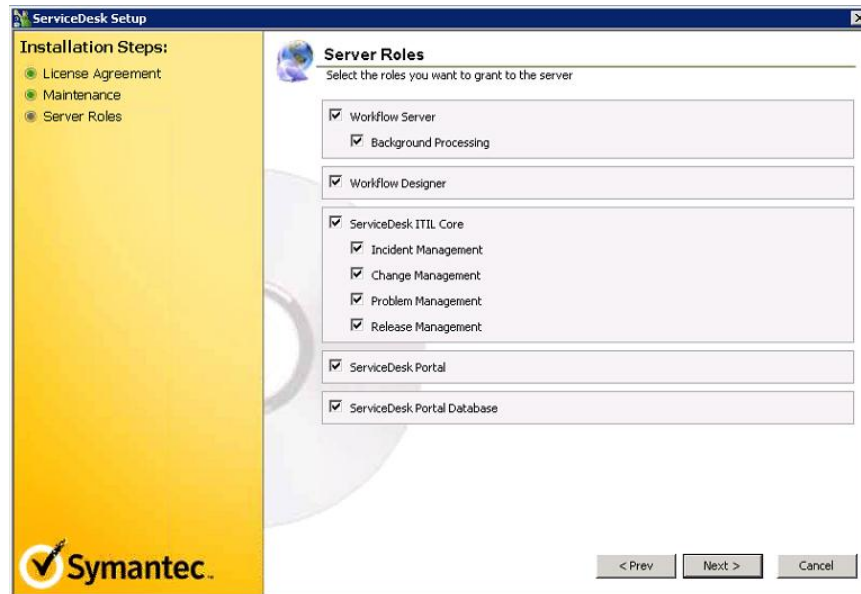 ServiceDesk Setup
Installation Steps:
License Agreement
Maintenance
Server Roles
Server Roles
Select the roles you want to grant to the server
Workflow Server
Background Processing
Workflow Designer
ServiceDesk ITIL Core
Incident Management
Change Management
Problem Management
Release Management
ServiceDesk Portal
ServiceDesk Portal Database
Symantec.
< Prev Next > Cancel